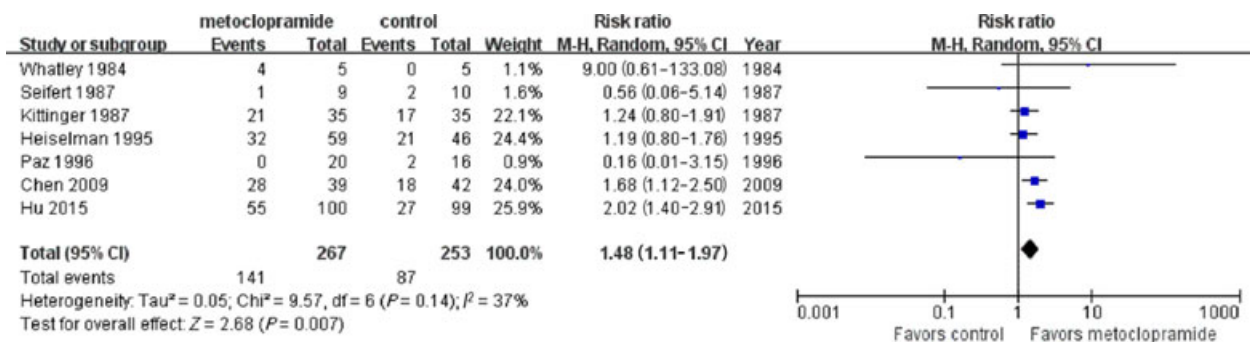 metoclopramide control Risk ratio Risk ratio
Study or subgroup Events Total Events Total Weight M-H, Random, 95% CI Year M-H, Random, 95% CI
Whatley 1984 4 5 0 5 1.1% 9.00 (0.61-133.08) 1984
Seifert 1987 1 9 2 10 1.6% 0.56 (0.06-5.14) 1987
Kittinger 1987 21 35 17 35 22.1% 1.24 (0.80-1.91) 1987
Heiselman 1995 32 59 21 46 24.4% 1.19 (0.80-1.76) 1995
Paz 1996 0 20 2 16 0.9% 0.16 (0.01-3.15) 1996
Chen 2009 28 39 18 42 24.0% 1.68 (1.12-2.50) 2009
Hu 2015 55 100 27 99 25.9% 2.02 (1.40-2.91) 2015
Total (95% CI) 267 253 100.0% 1.48 (1.11-1.97)
Total events 141 87
Heterogeneity: Tau² = 0.05; Chi² = 9.57, df = 6 (P = 0.14); I² = 37%
Test for overall effect: Z = 2.68 (P = 0.007)
0.001 0.1 1 10 1000
Favors control Favors metoclopramide